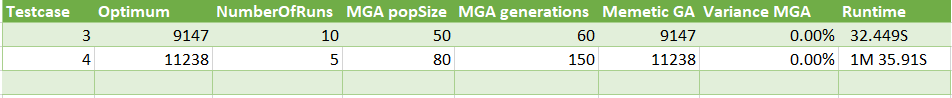 Testcase Optimum NumberOfRuns MGA popSize MGA generations Memetic GA Variance MGA Runtime
3 9147 10 50 60 9147 0.00% 32.449S
4 11238 5 80 150 11238 0.00% 1M 35.91S